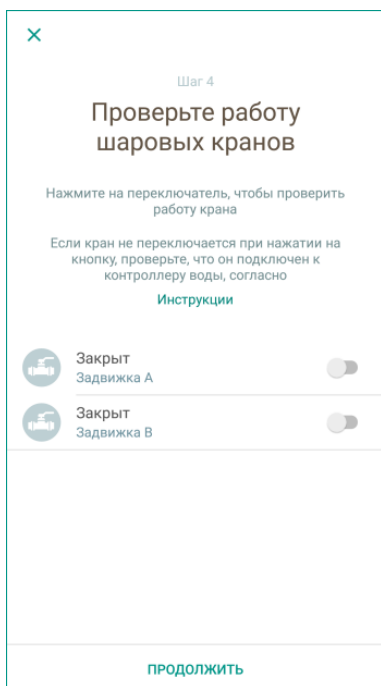 Шаг 4
Проверьте работу
шаровых кранов
Нажмите на переключатель, чтобы проверить
работу крана
Если кран не переключается при нажатии на
кнопку, проверьте, что он подключен к
контроллеру воды, согласно
Инструкции
Закрыт
Задвижка A
Закрыт
Задвижка B
ПРОДОЛЖИТЬ